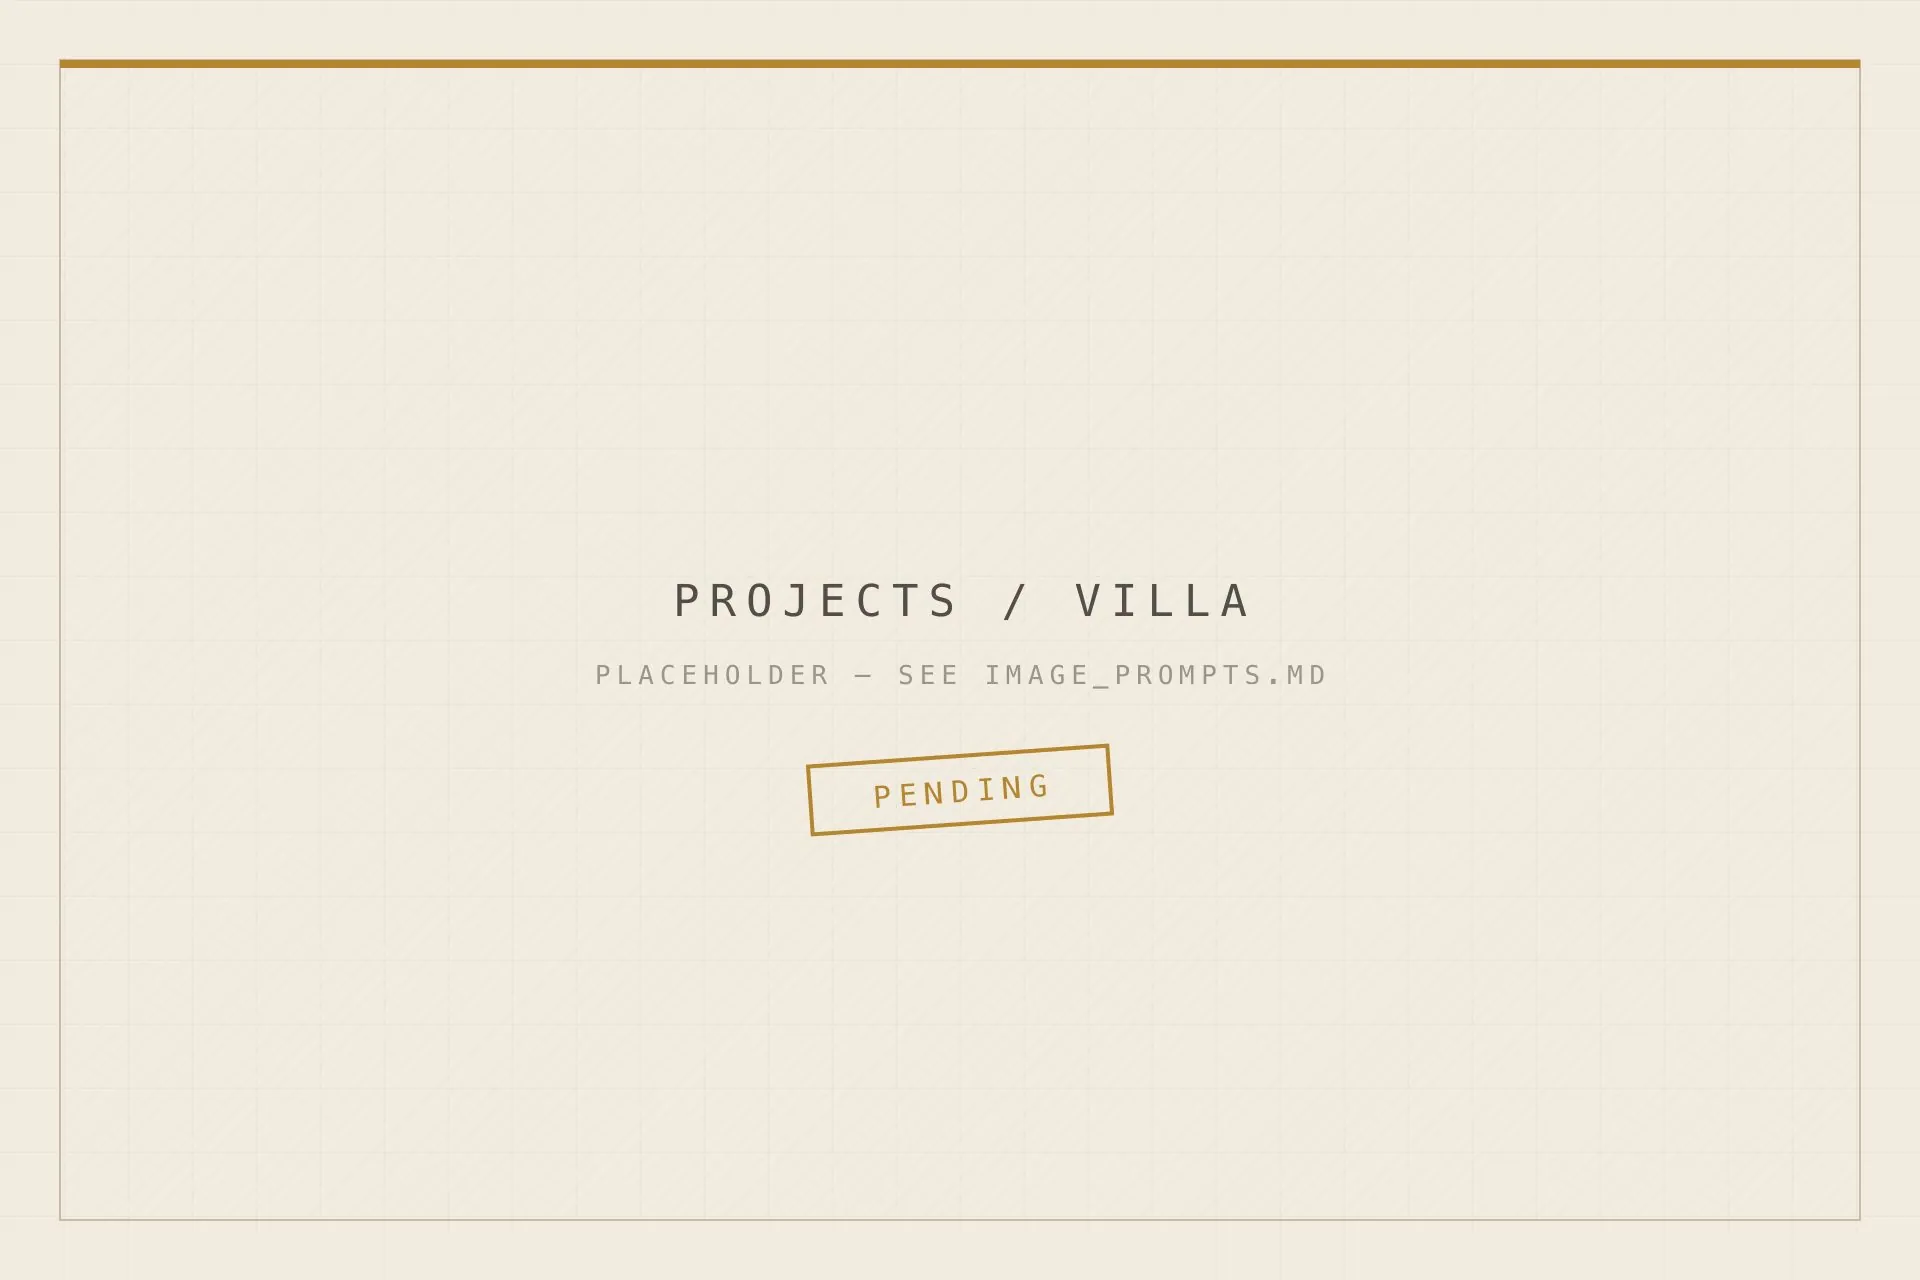 PROJECTS / VILLA
PLACEHOLDER — SEE IMAGE_PROMPTS.MD
PENDING